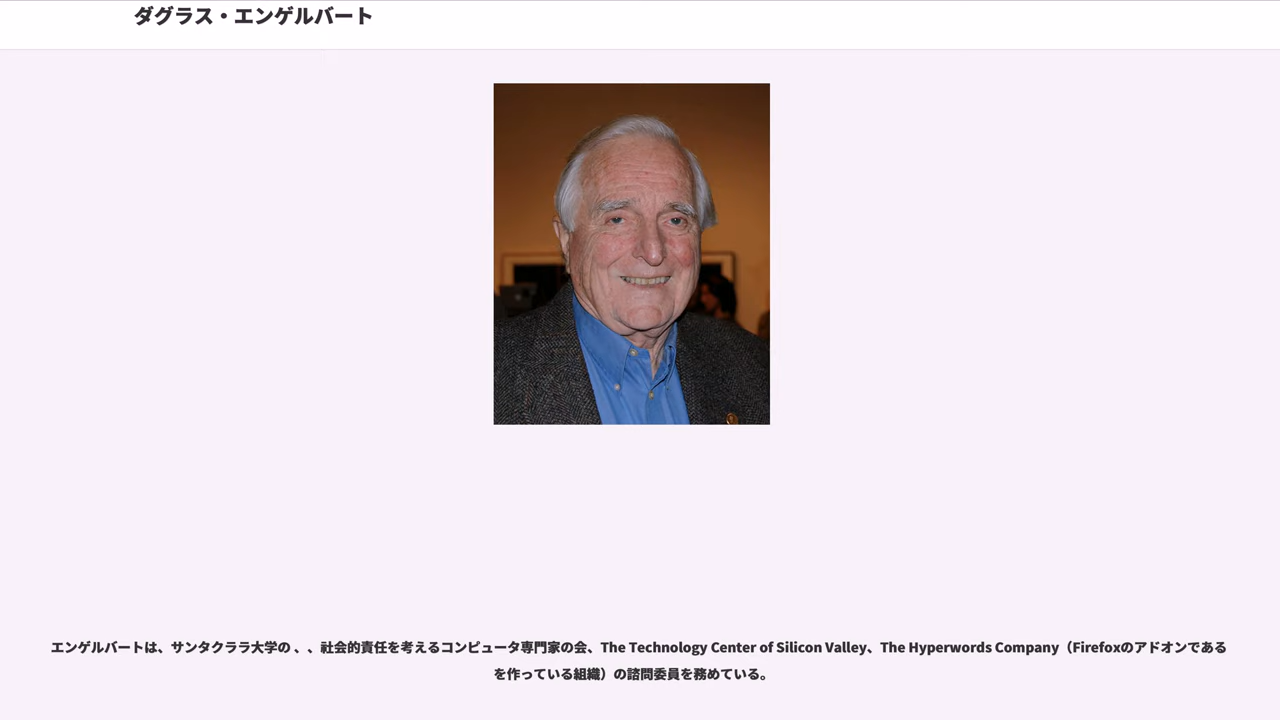 ダグラス・エンゲルバート
エンゲルバートは、サンタクララ大学の 、、社会的責任を考えるコンピュータ専門家の会、The Technology Center of Silicon Valley、The Hyperwords Company（Firefoxのアドオンである
を作っている組織）の諮問委員を務めている。